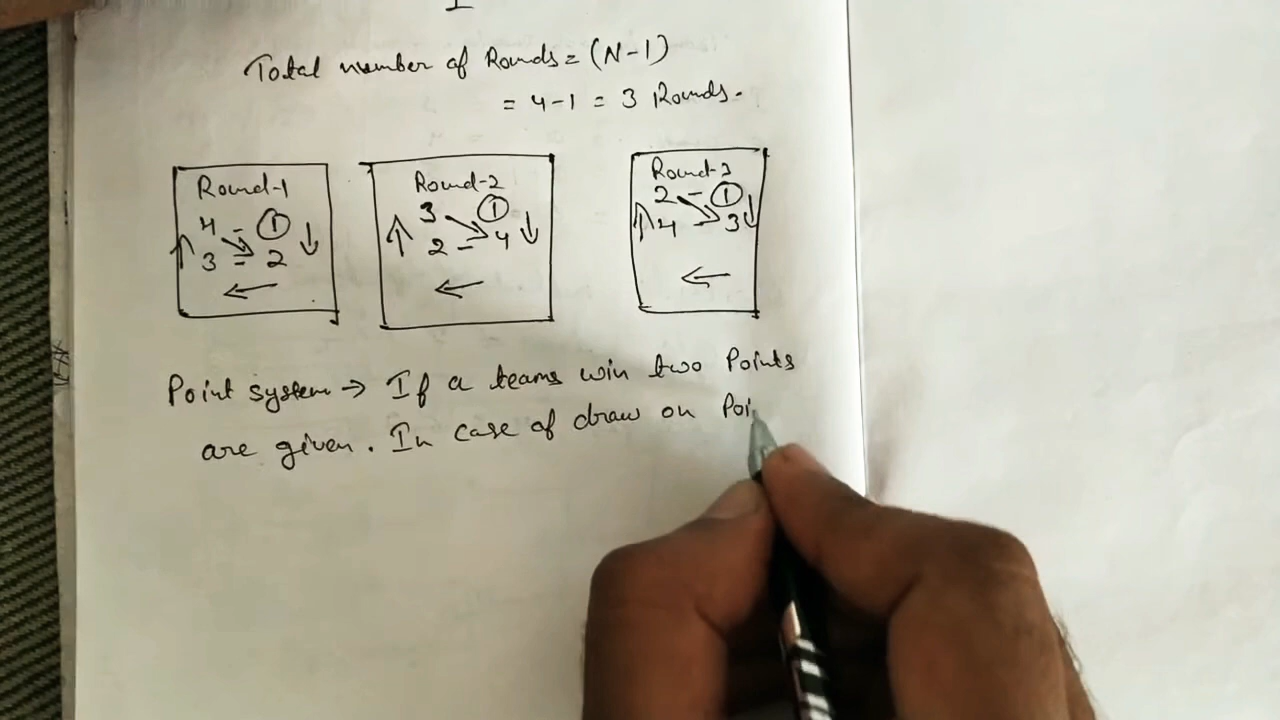 Total number of Rounds = (N-1)
= 4-1 = 3 Rounds.
Round-1
4 - 1
3 = 2
Round-2
3 1
2 - 4
Round-3
2 - 1
4 - 3
Point system → If a teams win two Points
are given. In case of draw on Poi